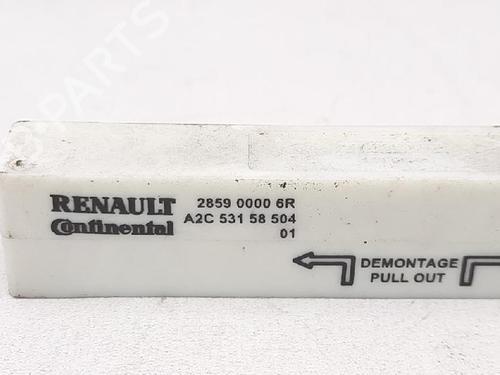 RENAULT
Continental
2859 0000 6R
A2C 531 58 504
01
DEMONTAGE
PULL OUT